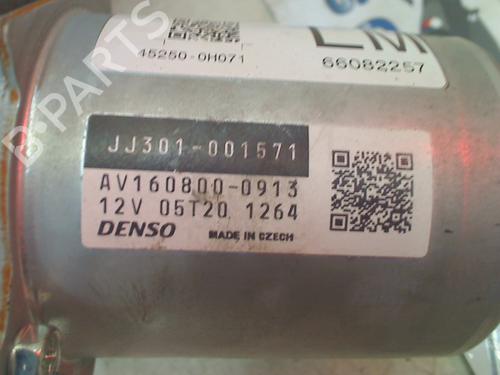 LM
45250-0H071
66082257
JJ301-001571
AV160800-0913
12V 05T20 1264
DENSO MADE IN CZECH
B-PARTS